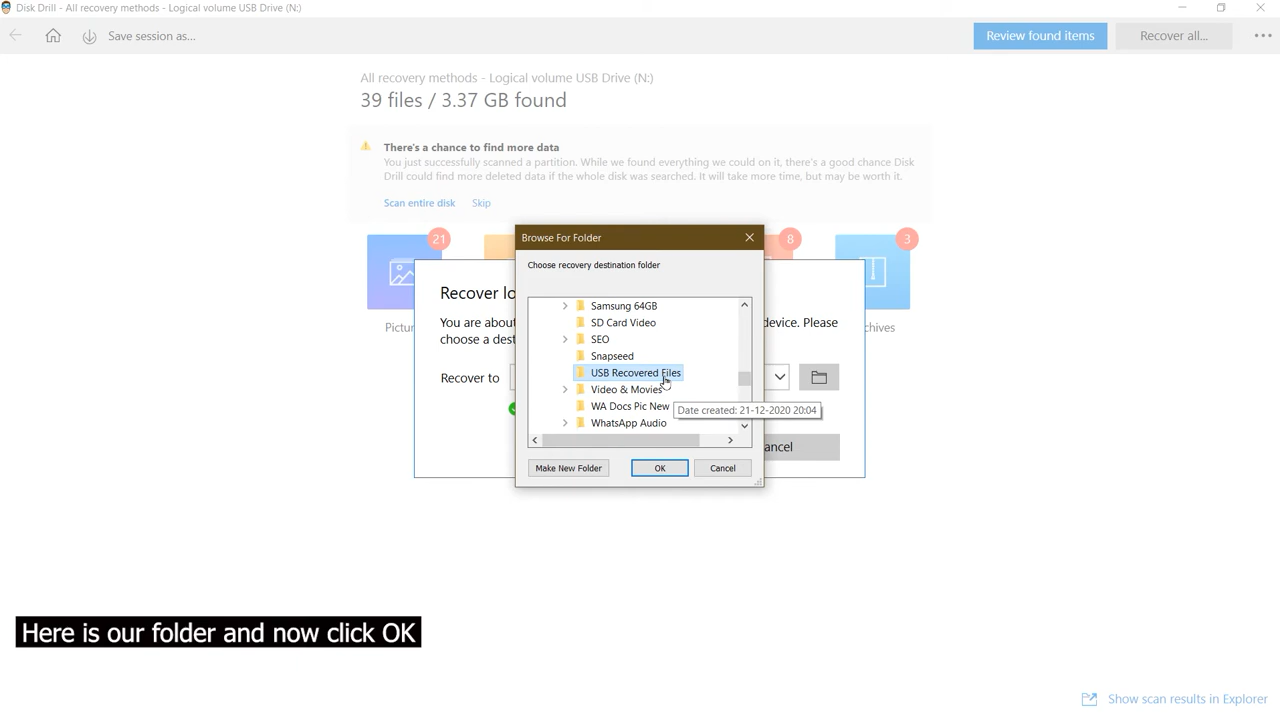 Disk Drill - All recovery methods - Logical volume USB Drive (N:)
Save session as...
Review found items
Recover all...
All recovery methods - Logical volume USB Drive (N:)
39 files / 3.37 GB found
There's a chance to find more data
You just successfully scanned a partition. While we found everything we could on it, there's a good chance Disk
Drill could find more deleted data if the whole disk was searched. It will take more time, but may be worth it.
Scan entire disk
Skip
21
8
3
Browse For Folder
Choose recovery destination folder
Recover lo
You are abou
device. Please
choose a dest
Recover to
Samsung 64GB
SD Card Video
SEO
Snapseed
USB Recovered Files
Video & Movies
WA Docs Pic New
WhatsApp Audio
Date created: 21-12-2020 20:04
Make New Folder
OK
Cancel
ancel
Pictur
chives
Here is our folder and now click OK
Show scan results in Explorer